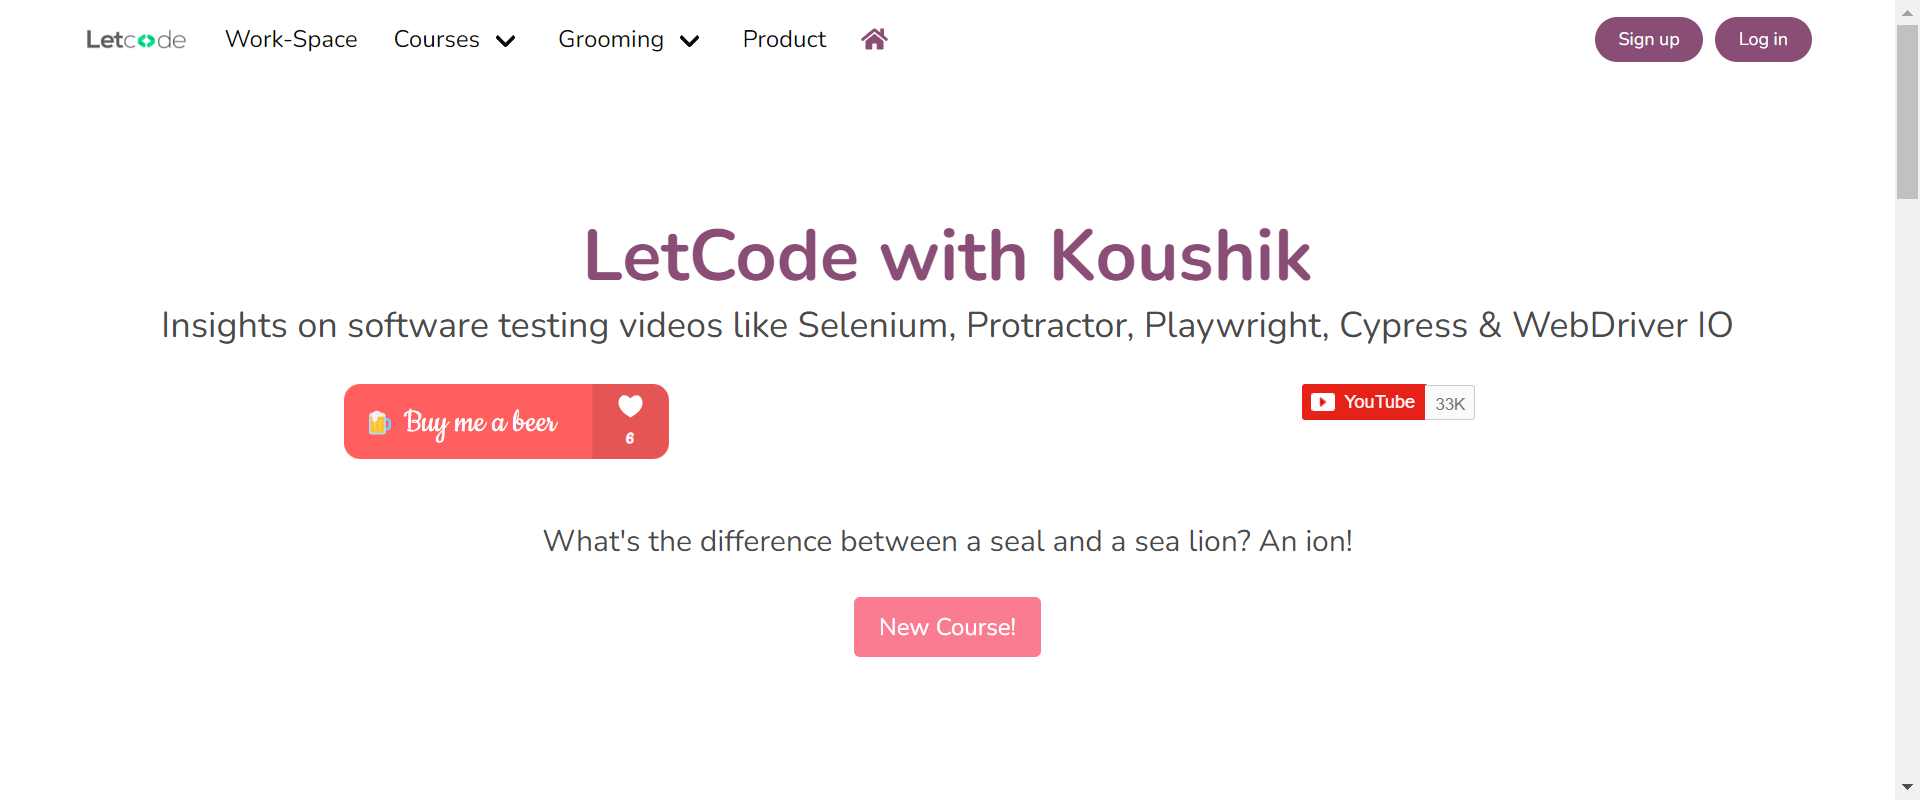 Letcode Work-Space Courses Grooming Product Sign up Log in
LetCode with Koushik
Insights on software testing videos like Selenium, Protractor, Playwright, Cypress & WebDriver IO
Buy me a beer 6 YouTube 33K
What's the difference between a seal and a sea lion? An ion!
New Course!